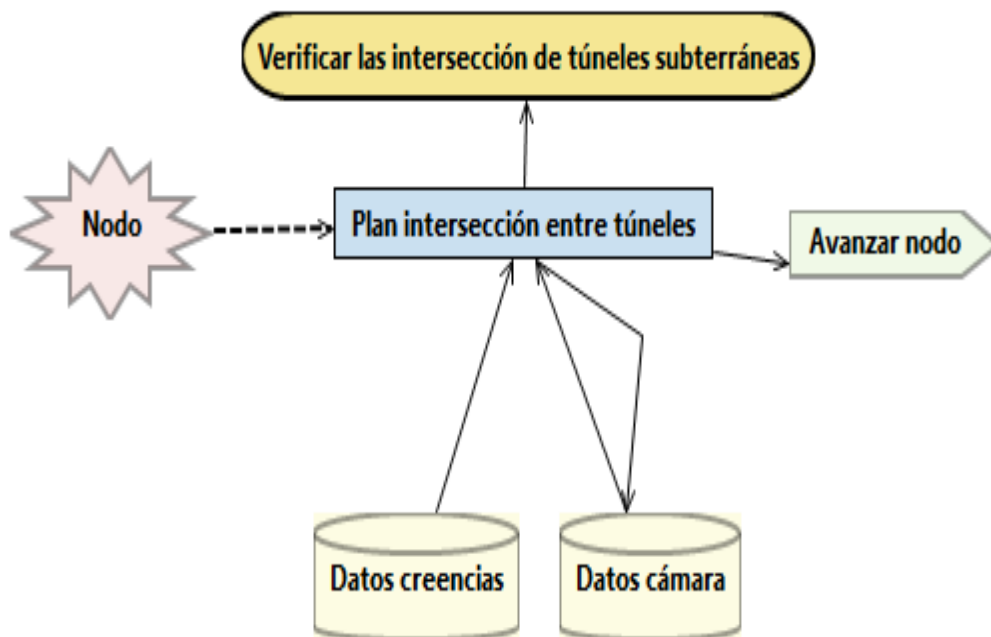 Verificar las intersección de túneles subterráneas
Nodo
Plan intersección entre túneles
Avanzar nodo
Datos creencias
Datos cámara